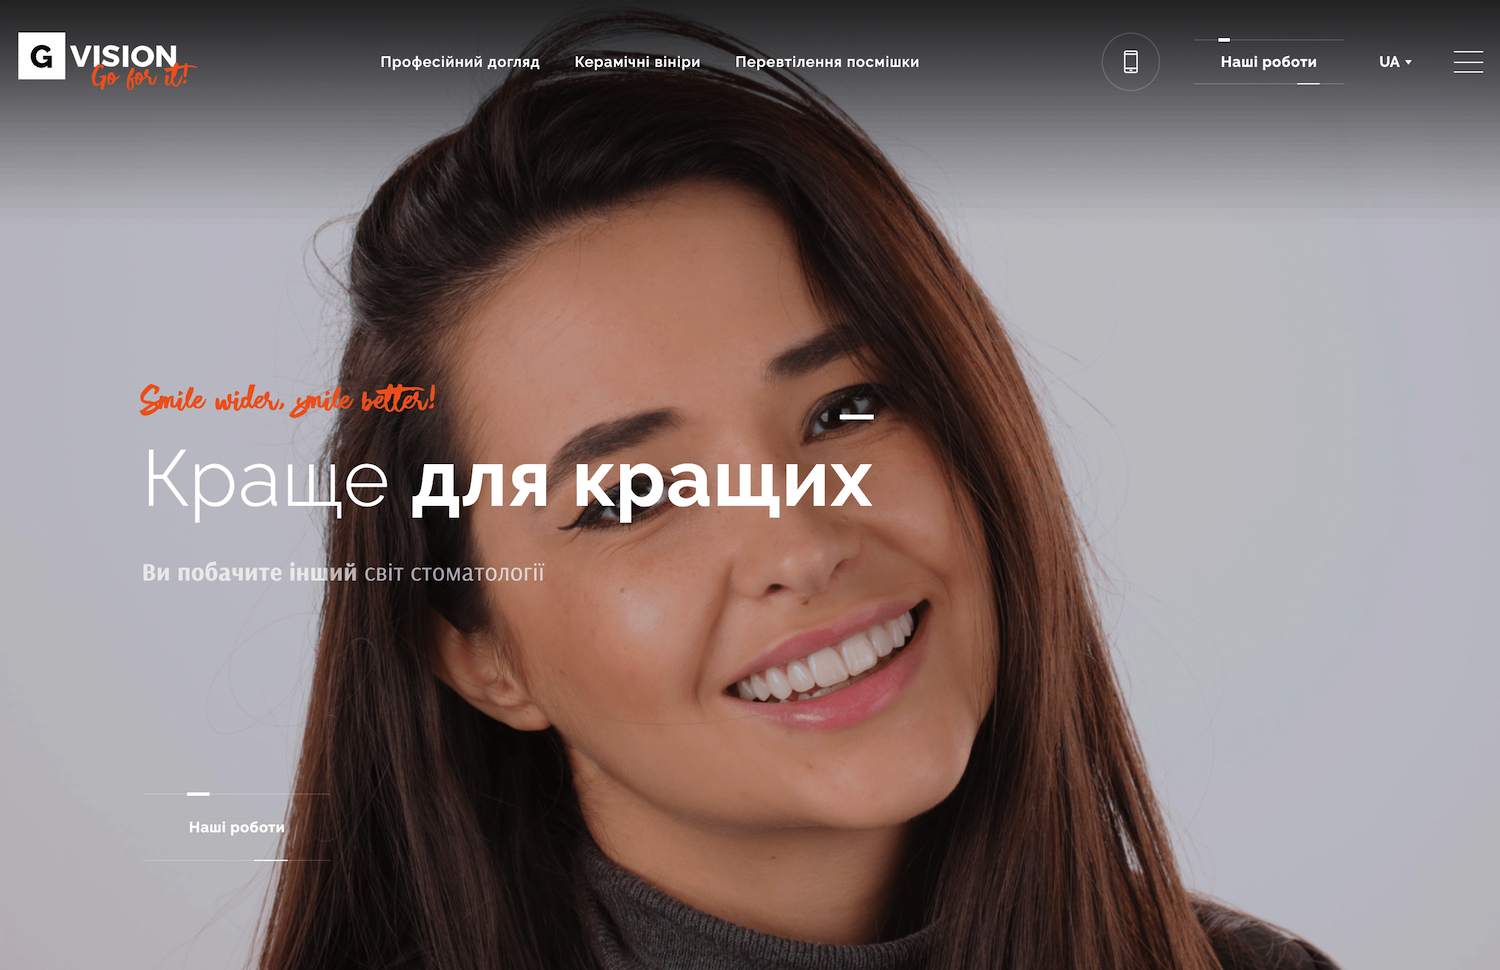 G VISION
Go for it!
Професійний догляд
Керамічні вініри
Перевтілення посмішки
Наші роботи
UA
Smile wider, smile better!
Краще для кращих
Ви побачите інший світ стоматології
Наші роботи